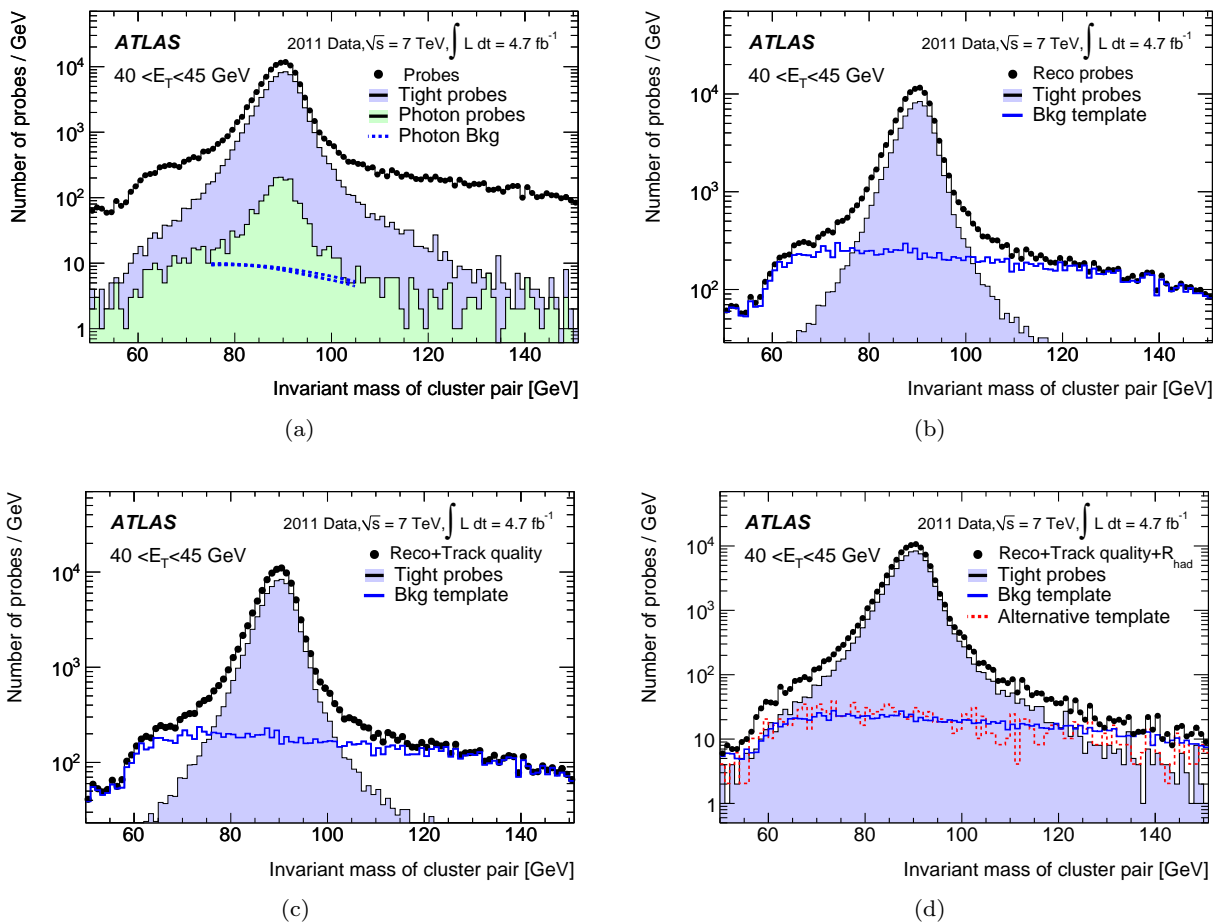 (a)
ATLAS
2011 Data,√s = 7 TeV,∫ L dt = 4.7 fb⁻¹
40 <E_T<45 GeV
Probes
Tight probes
Photon probes
Photon Bkg
Number of probes / GeV
10⁴
10³
10²
10
1
60 80 100 120 140
Invariant mass of cluster pair [GeV]
(a)
ATLAS
2011 Data,√s = 7 TeV,∫ L dt = 4.7 fb⁻¹
40 <E_T<45 GeV
Reco probes
Tight probes
Bkg template
Number of probes / GeV
10⁴
10³
10²
60 80 100 120 140
Invariant mass of cluster pair [GeV]
(b)
ATLAS
2011 Data,√s = 7 TeV,∫ L dt = 4.7 fb⁻¹
40 <E_T<45 GeV
Reco+Track quality
Tight probes
Bkg template
Number of probes / GeV
10⁴
10³
10²
60 80 100 120 140
Invariant mass of cluster pair [GeV]
(c)
ATLAS
2011 Data,√s = 7 TeV,∫ L dt = 4.7 fb⁻¹
40 <E_T<45 GeV
Reco+Track quality+R_had
Tight probes
Bkg template
Alternative template
Number of probes / GeV
10⁴
10³
10²
10
1
60 80 100 120 140
Invariant mass of cluster pair [GeV]
(d)